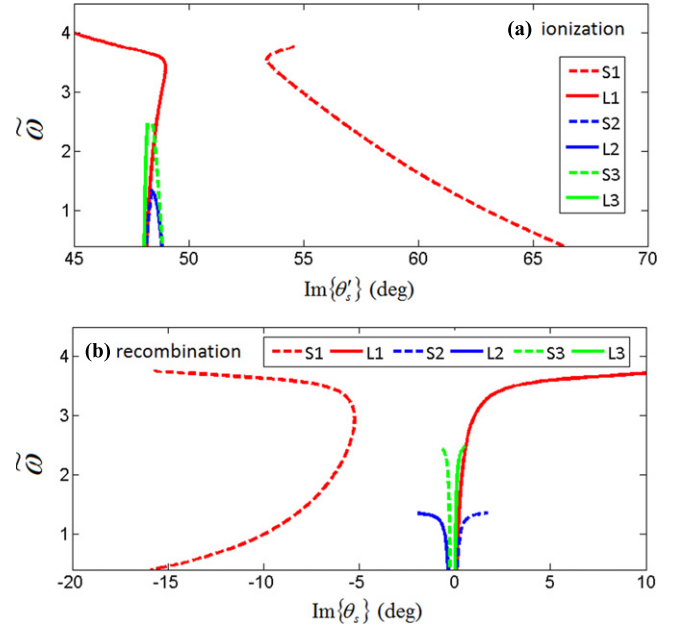 4
3
2
1
ω̃
(a) ionization
S1
L1
S2
L2
S3
L3
45 50 55 60 65 70
Im{θ′s} (deg)
(b) recombination
S1 L1 S2 L2 S3 L3
4
3
2
1
ω̃
-20 -15 -10 -5 0 5 10
Im{θs} (deg)